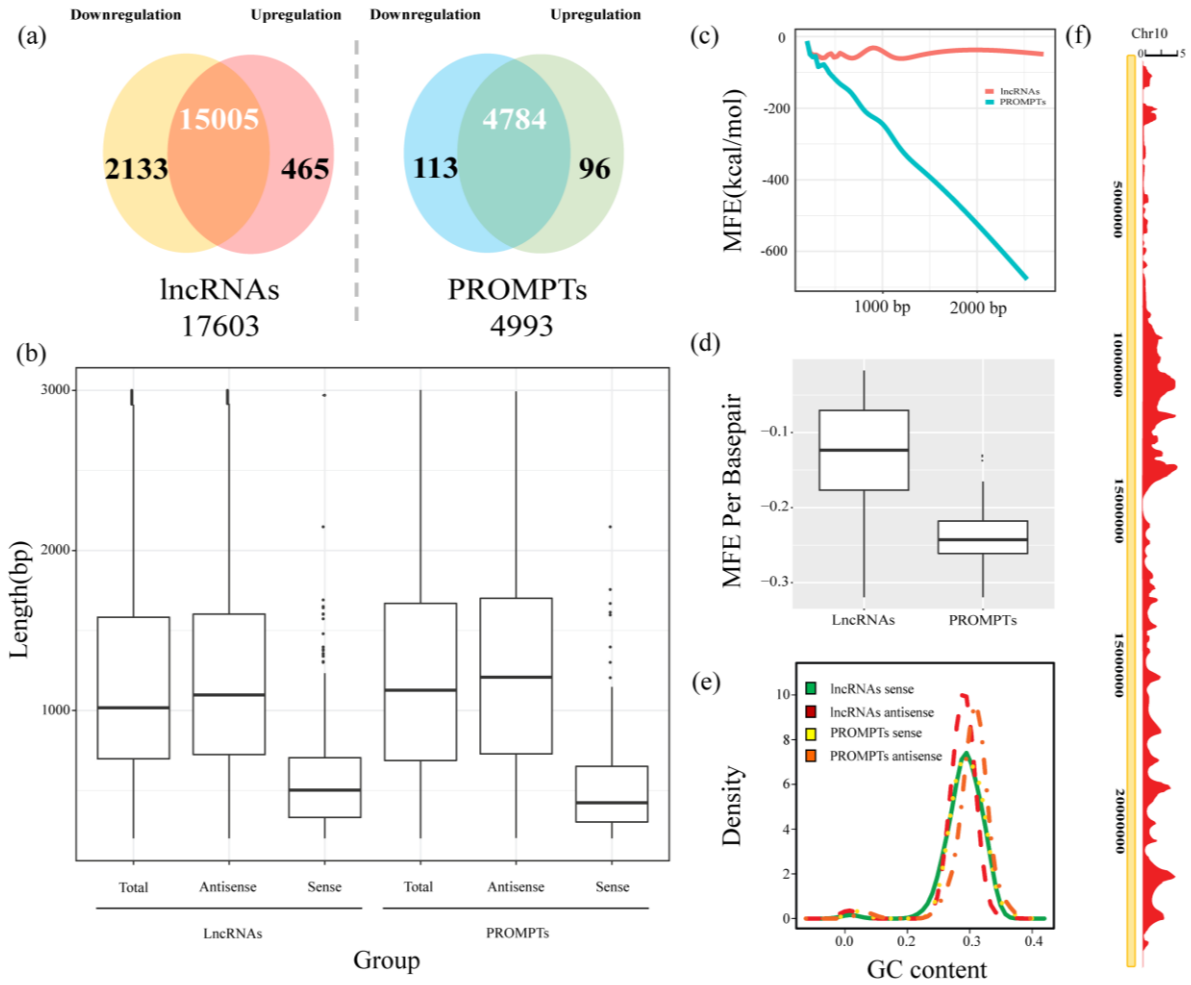 Downregulation Upregulation Downregulation Upregulation
(a)
15005
2133 465
4784
113 96
lncRNAs
17603
PROMPTs
4993
(b)
Length(bp)
3000
2000
1000
Total Antisense Sense Total Antisense Sense
LncRNAs PROMPTs
Group
(c)
MFE(kcal/mol)
0
-200
-400
-600
lncRNAs
PROMPTs
1000 bp 2000 bp
(d)
MFE Per Basepair
−0.1
−0.2
−0.3
LncRNAs PROMPTs
(e)
Density
10
8
6
4
2
0
lncRNAs sense
lncRNAs antisense
PROMPTs sense
PROMPTs antisense
0.0 0.2 0.3 0.4
GC content
(f)
Chr10
0 5
5000000
10000000
15000000
15000000
20000000